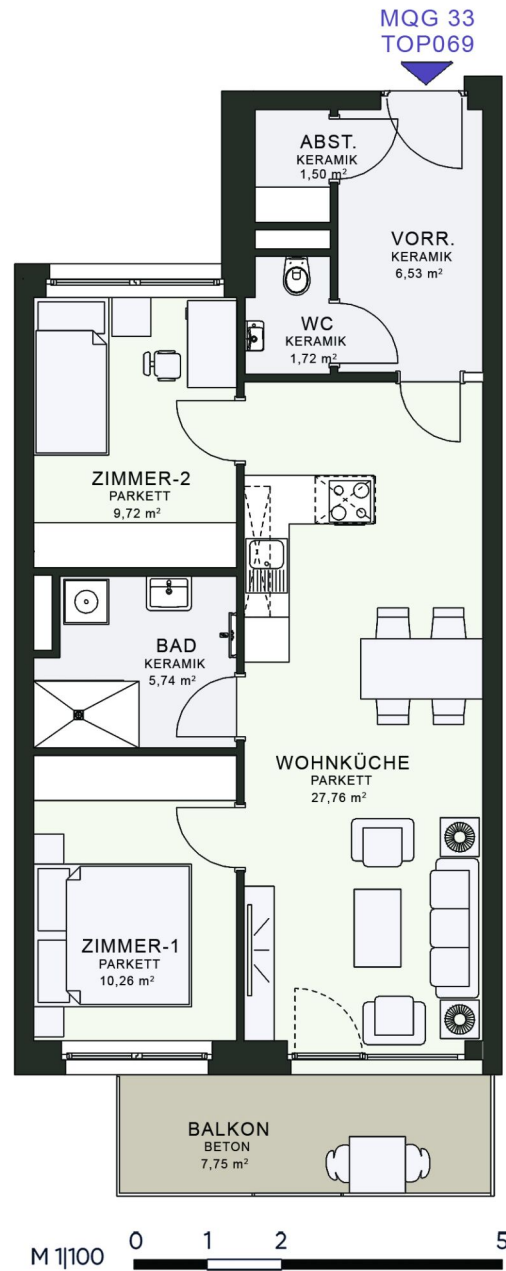 MQG 33
TOP069
ABST.
KERAMIK
1,50 m²
VORR.
KERAMIK
6,53 m²
WC
KERAMIK
1,72 m²
ZIMMER-2
PARKETT
9,72 m²
BAD
KERAMIK
5,74 m²
WOHNKÜCHE
PARKETT
27,76 m²
ZIMMER-1
PARKETT
10,26 m²
BALKON
BETON
7,75 m²
M 1|100 0 1 2 5